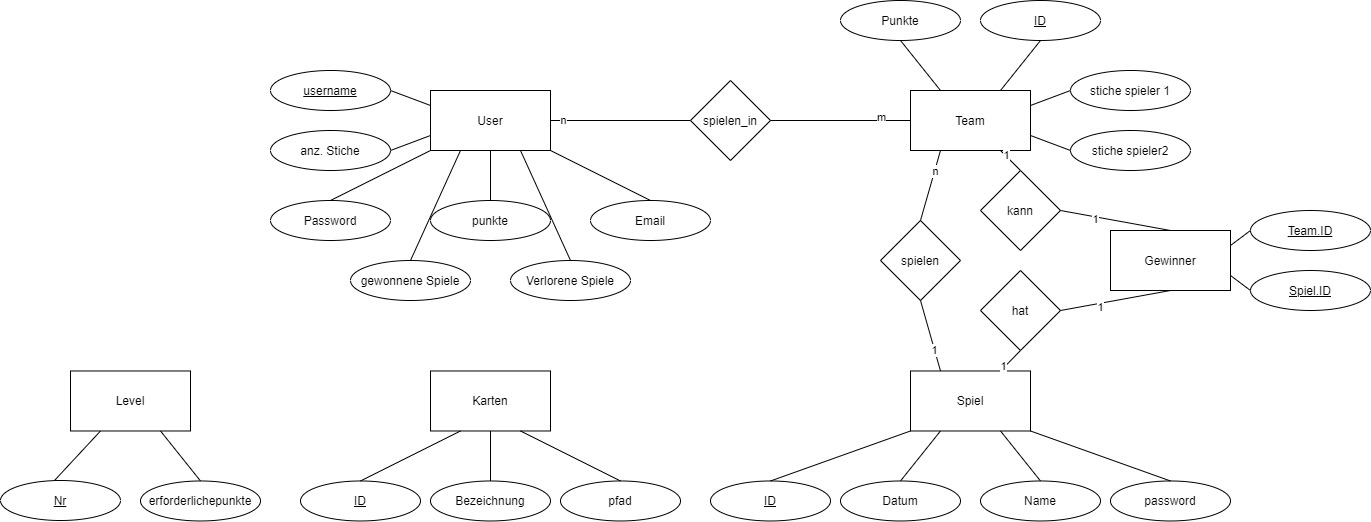 Punkte
ID
username
stiche spieler 1
User
n
spielen_in
m
Team
anz. Stiche
stiche spieler2
1
n
Password
punkte
Email
kann
1
Team.ID
spielen
Gewinner
gewonnene Spiele
Verlorene Spiele
Spiel.ID
hat
1
1
1
Level
Karten
Spiel
Nr
erforderlichepunkte
ID
Bezeichnung
pfad
ID
Datum
Name
password